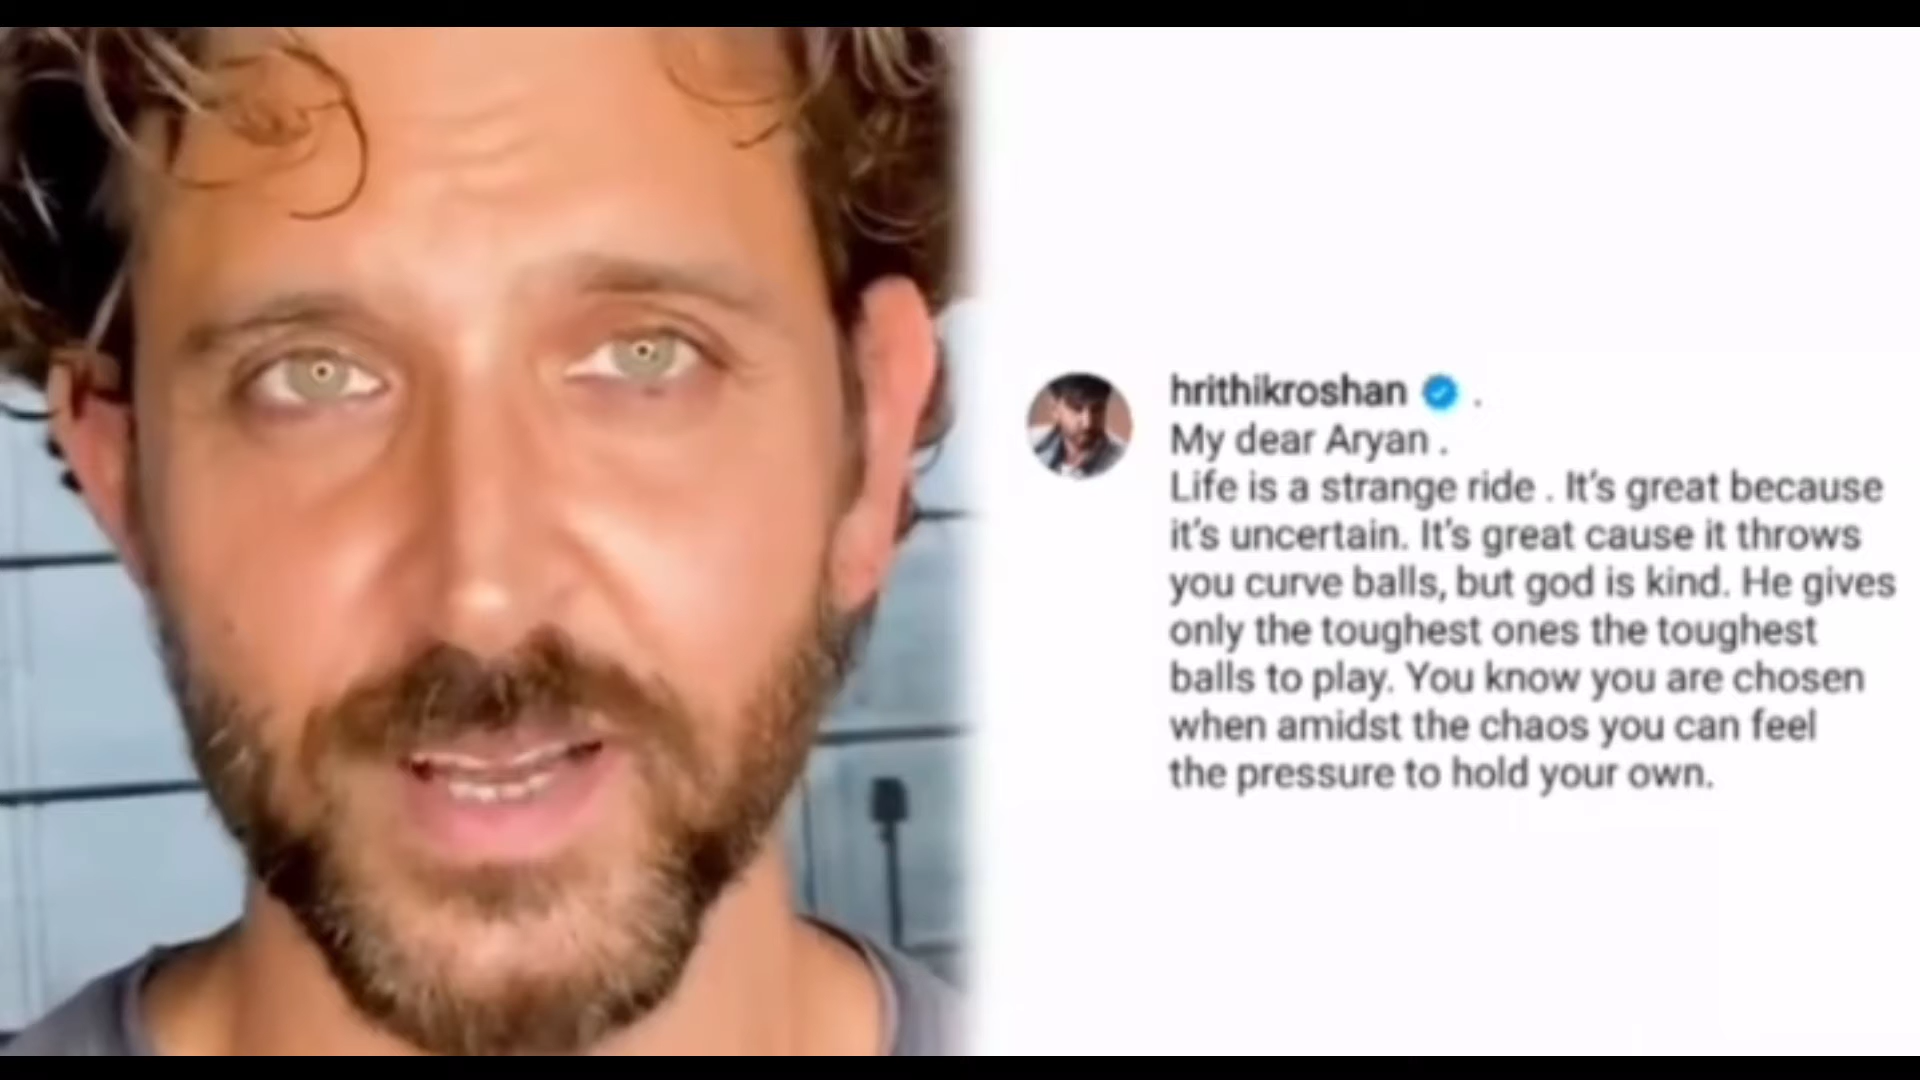 hrithikroshan .
My dear Aryan .
Life is a strange ride . It's great because
it's uncertain. It's great cause it throws
you curve balls, but god is kind. He gives
only the toughest ones the toughest
balls to play. You know you are chosen
when amidst the chaos you can feel
the pressure to hold your own.